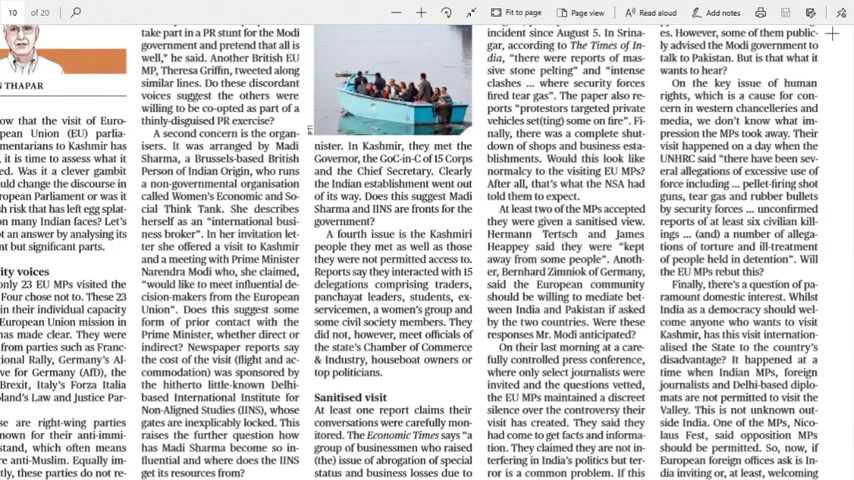 10 of 20
Fit to page
Page view
Read aloud
Add notes
N THAPAR
ow that the visit of Euro-
pean Union (EU) parlia-
mentarians to Kashmir has
, it is time to assess what it
ed. Was it a clever gambit
uld change the discourse in
uropean Parliament or was it
sh risk that has left egg splat-
on many Indian faces? Let's
t an answer by analysing its
nt but significant parts.
ity voices
only 23 EU MPs visited the
Four chose not to. These 23
in their individual capacity
European Union mission in
has made clear. They were
from parties such as Franc-
tional Rally, Germany's Al-
ve for Germany (AfD), the
Brexit, Italy's Forza Italia
oland's Law and Justice Par-
se are right-wing parties
nown for their anti-immi-
stand, which often means
re anti-Muslim. Equally im-
tly, these parties do not re-
take part in a PR stunt for the Modi
government and pretend that all is
well," he said. Another British EU
MP, Theresa Griffin, tweeted along
similar lines. Do these discordant
voices suggest the others were
willing to be co-opted as part of a
thinly-disguised PR exercise?
A second concern is the organ-
isers. It was arranged by Madi
Sharma, a Brussels-based British
Person of Indian Origin, who runs
a non-governmental organisation
called Women's Economic and So-
cial Think Tank. She describes
herself as an "international busi-
ness broker". In her invitation let-
ter she offered a visit to Kashmir
and a meeting with Prime Minister
Narendra Modi who, she claimed,
"would like to meet influential de-
cision-makers from the European
Union". Does this suggest some
form of prior contact with the
Prime Minister, whether direct or
indirect? Newspaper reports say
the cost of the visit (flight and ac-
commodation) was sponsored by
the hitherto little-known Delhi-
based International Institute for
Non-Aligned Studies (IINS), whose
gates are inexplicably locked. This
raises the further question how
has Madi Sharma become so in-
fluential and where does the IINS
get its resources from?
PTI
nister. In Kashmir, they met the
Governor, the GoC-in-C of 15 Corps
and the Chief Secretary. Clearly
the Indian establishment went out
of its way. Does this suggest Madi
Sharma and IINS are fronts for the
government?
A fourth issue is the Kashmiri
people they met as well as those
they were not permitted access to.
Reports say they interacted with 15
delegations comprising traders,
panchayat leaders, students, ex-
servicemen, a women's group and
some civil society members. They
did not, however, meet officials of
the state's Chamber of Commerce
& Industry, houseboat owners or
top politicians.
Sanitised visit
At least one report claims their
conversations were carefully mon-
itored. The Economic Times says "a
group of businessmen who raised
(the) issue of abrogation of special
status and business losses due to
incident since August 5. In Srina-
gar, according to The Times of In-
dia, "there were reports of mas-
sive stone pelting" and "intense
clashes ... where security forces
fired tear gas". The paper also re-
ports "protestors targeted private
vehicles set(ting) some on fire". Fi-
nally, there was a complete shut-
down of shops and business esta-
blishments. Would this look like
normalcy to the visiting EU MPs?
After all, that's what the NSA had
told them to expect.
At least two of the MPs accepted
they were given a sanitised view.
Hermann Tertsch and James
Heappey said they were "kept
away from some people". Anoth-
er, Bernhard Zimniok of Germany,
said the European community
should be willing to mediate bet-
ween India and Pakistan if asked
by the two countries. Were these
responses Mr. Modi anticipated?
On their last morning at a care-
fully controlled press conference,
where only select journalists were
invited and the questions vetted,
the EU MPs maintained a discreet
silence over the controversy their
visit has created. They said they
had come to get facts and informa-
tion. They claimed they are not in-
terfering in India's politics but ter-
ror is a common problem. If this
es. However, some of them public-
ly advised the Modi government to
talk to Pakistan. But is that what it
wants to hear?
On the key issue of human
rights, which is a cause for con-
cern in western chancelleries and
media, we don't know what im-
pression the MPs took away. Their
visit happened on a day when the
UNHRC said "there have been sev-
eral allegations of excessive use of
force including ... pellet-firing shot
guns, tear gas and rubber bullets
by security forces ... unconfirmed
reports of at least six civilian kill-
ings ... (and) a number of allega-
tions of torture and ill-treatment
of people held in detention". Will
the EU MPs rebut this?
Finally, there's a question of pa-
ramount domestic interest. Whilst
India as a democracy should wel-
come anyone who wants to visit
Kashmir, has this visit internation-
alised the State to the country's
disadvantage? It happened at a
time when Indian MPs, foreign
journalists and Delhi-based diplo-
mats are not permitted to visit the
Valley. This is not unknown out-
side India. One of the MPs, Nico-
laus Fest, said opposition MPs
should be permitted. So, now, if
European foreign offices ask is In-
dia inviting or, at least, welcoming